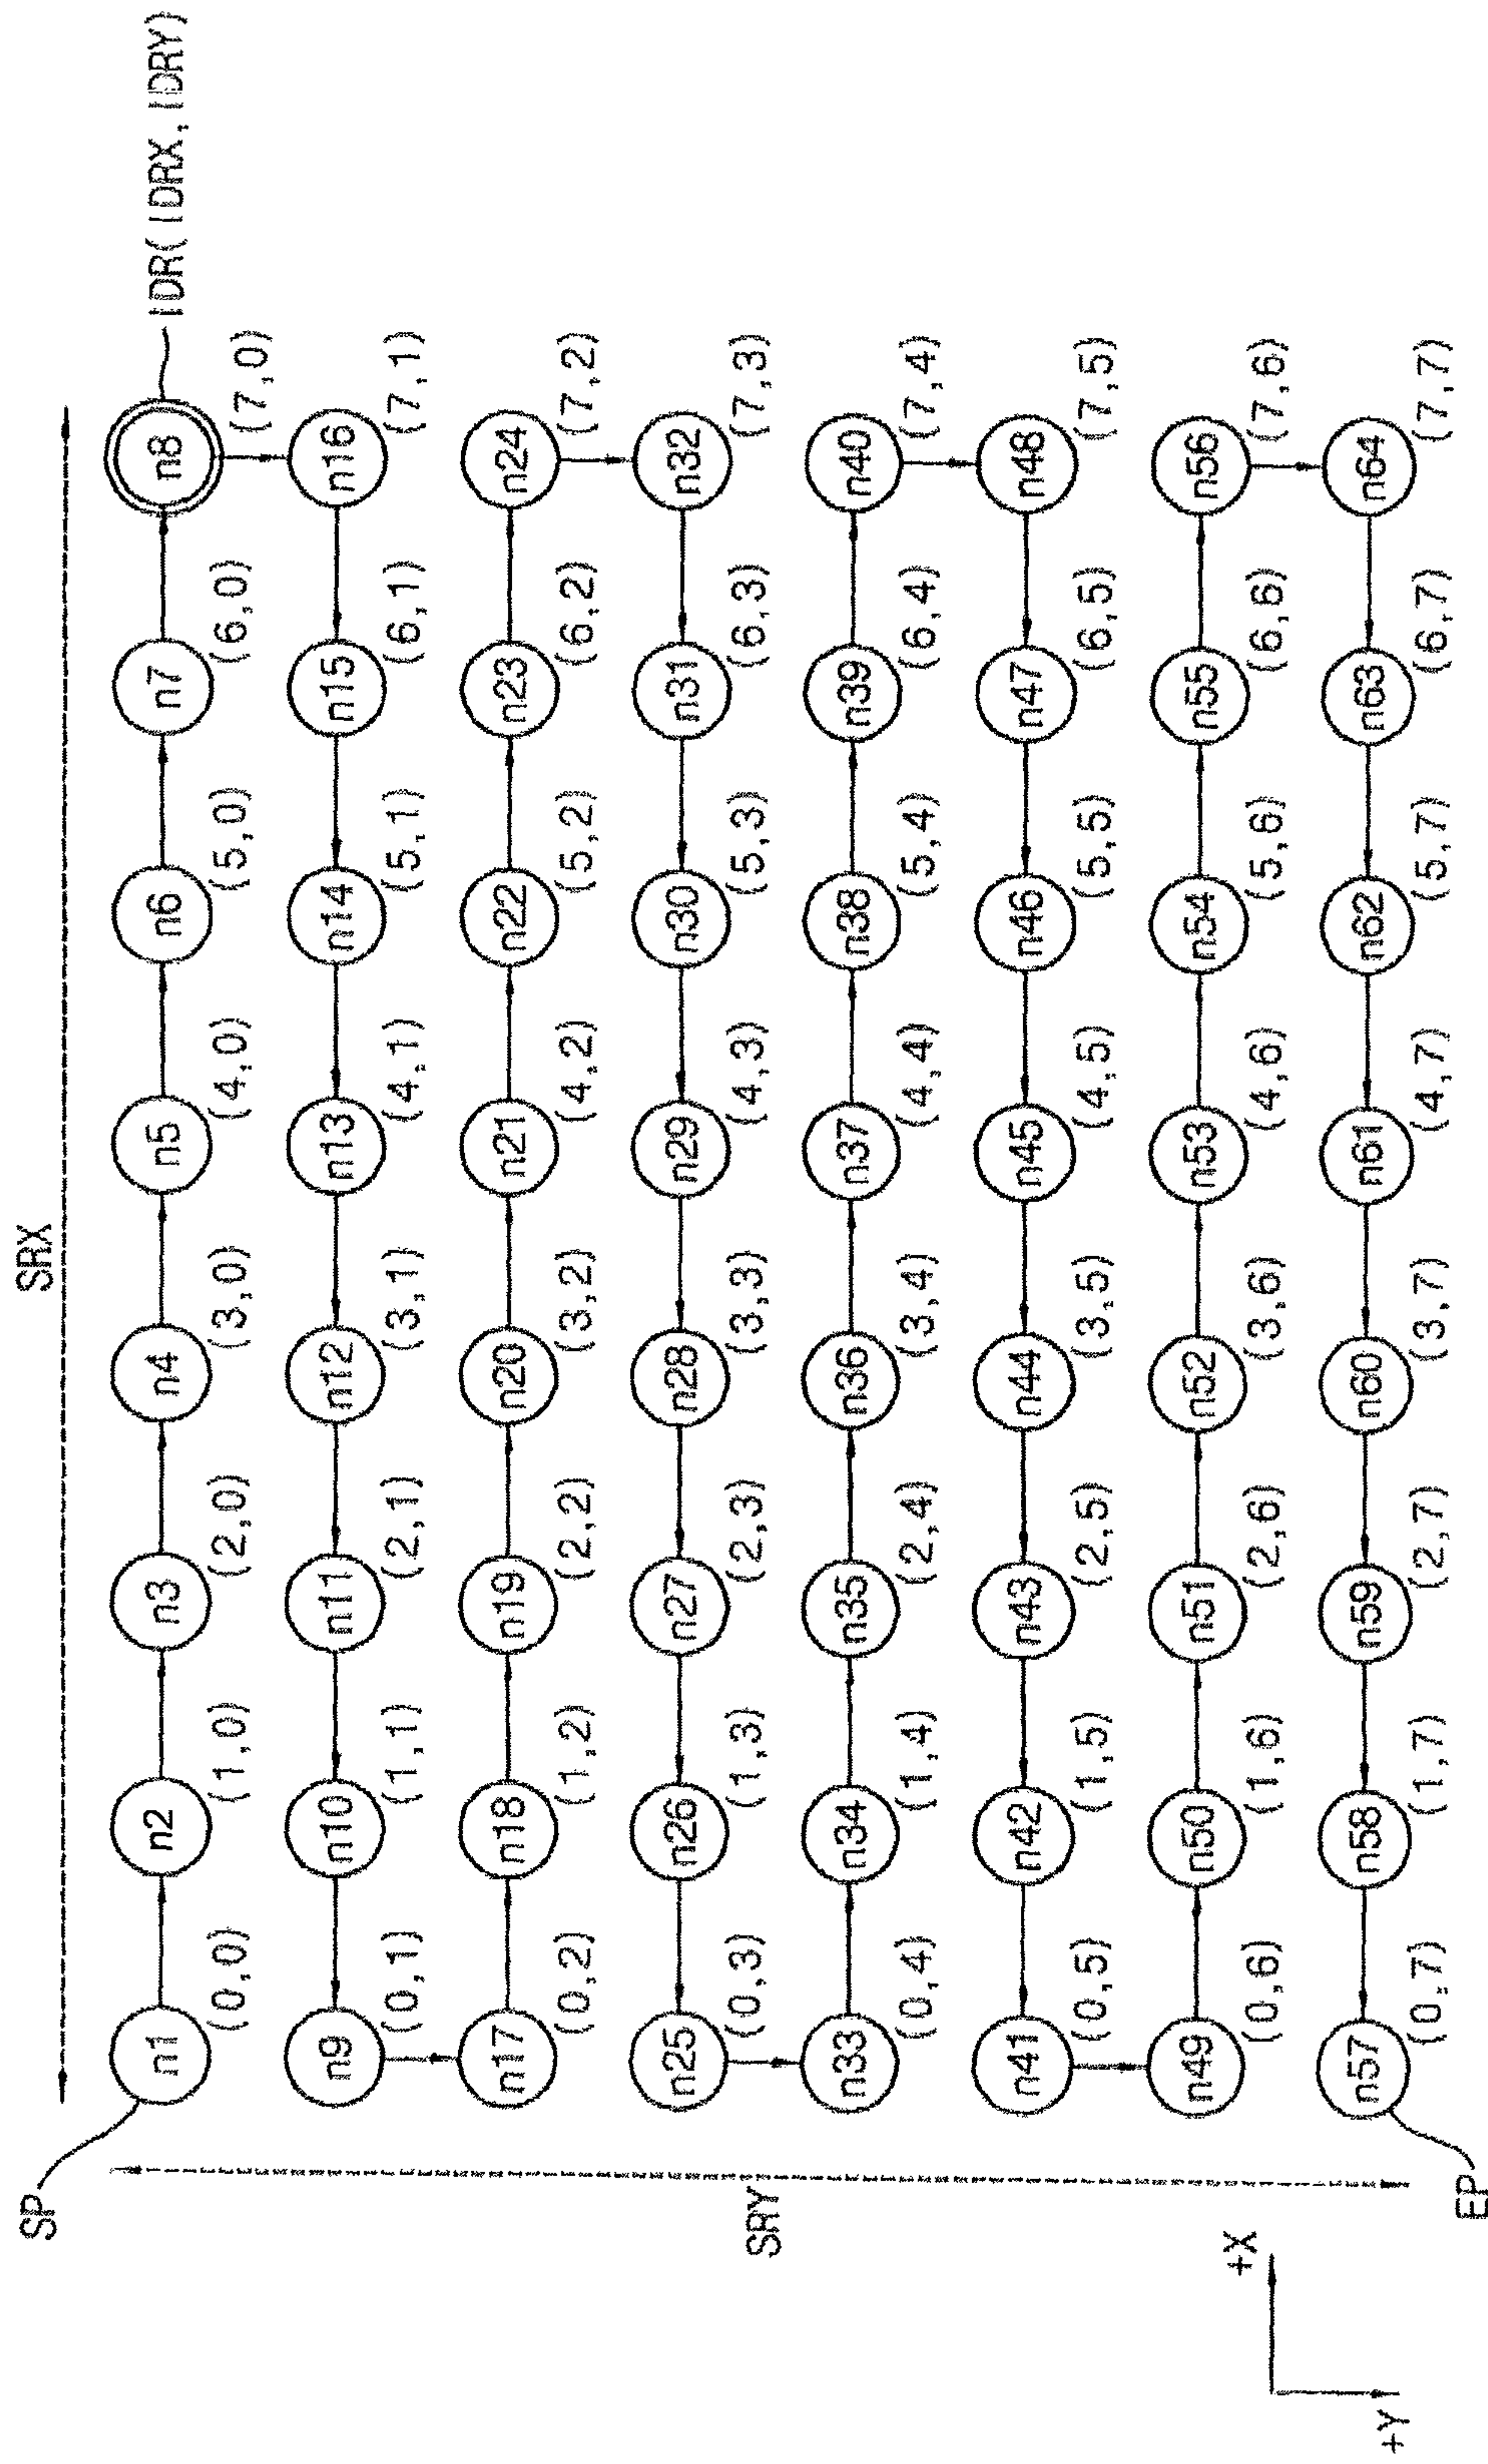 SP SRX
n1 n2 n3 n4 n5 n6 n7 n8 IDR(IDRX, IDRY)
(0,0) (1,0) (2,0) (3,0) (4,0) (5,0) (6,0) (7,0)
n9 n10 n11 n12 n13 n14 n15 n16
(0,1) (1,1) (2,1) (3,1) (4,1) (5,1) (6,1) (7,1)
n17 n18 n19 n20 n21 n22 n23 n24
(0,2) (1,2) (2,2) (3,2) (4,2) (5,2) (6,2) (7,2)
n25 n26 n27 n28 n29 n30 n31 n32
SRY (0,3) (1,3) (2,3) (3,3) (4,3) (5,3) (6,3) (7,3)
n33 n34 n35 n36 n37 n38 n39 n40
(0,4) (1,4) (2,4) (3,4) (4,4) (5,4) (6,4) (7,4)
n41 n42 n43 n44 n45 n46 n47 n48
(0,5) (1,5) (2,5) (3,5) (4,5) (5,5) (6,5) (7,5)
n49 n50 n51 n52 n53 n54 n55 n56
+X (0,6) (1,6) (2,6) (3,6) (4,6) (5,6) (6,6) (7,6)
n57 n58 n59 n60 n61 n62 n63 n64
+Y (0,7) (1,7) (2,7) (3,7) (4,7) (5,7) (6,7) (7,7)
EP